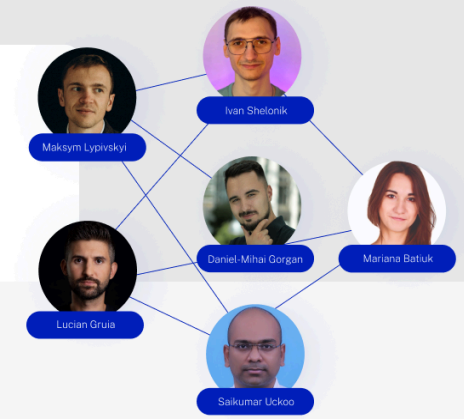 Ivan Shelonik
Maksym Lypivskyi
Daniel-Mihai Gorgan
Mariana Batiuk
Lucian Gruia
Saikumar Uckoo